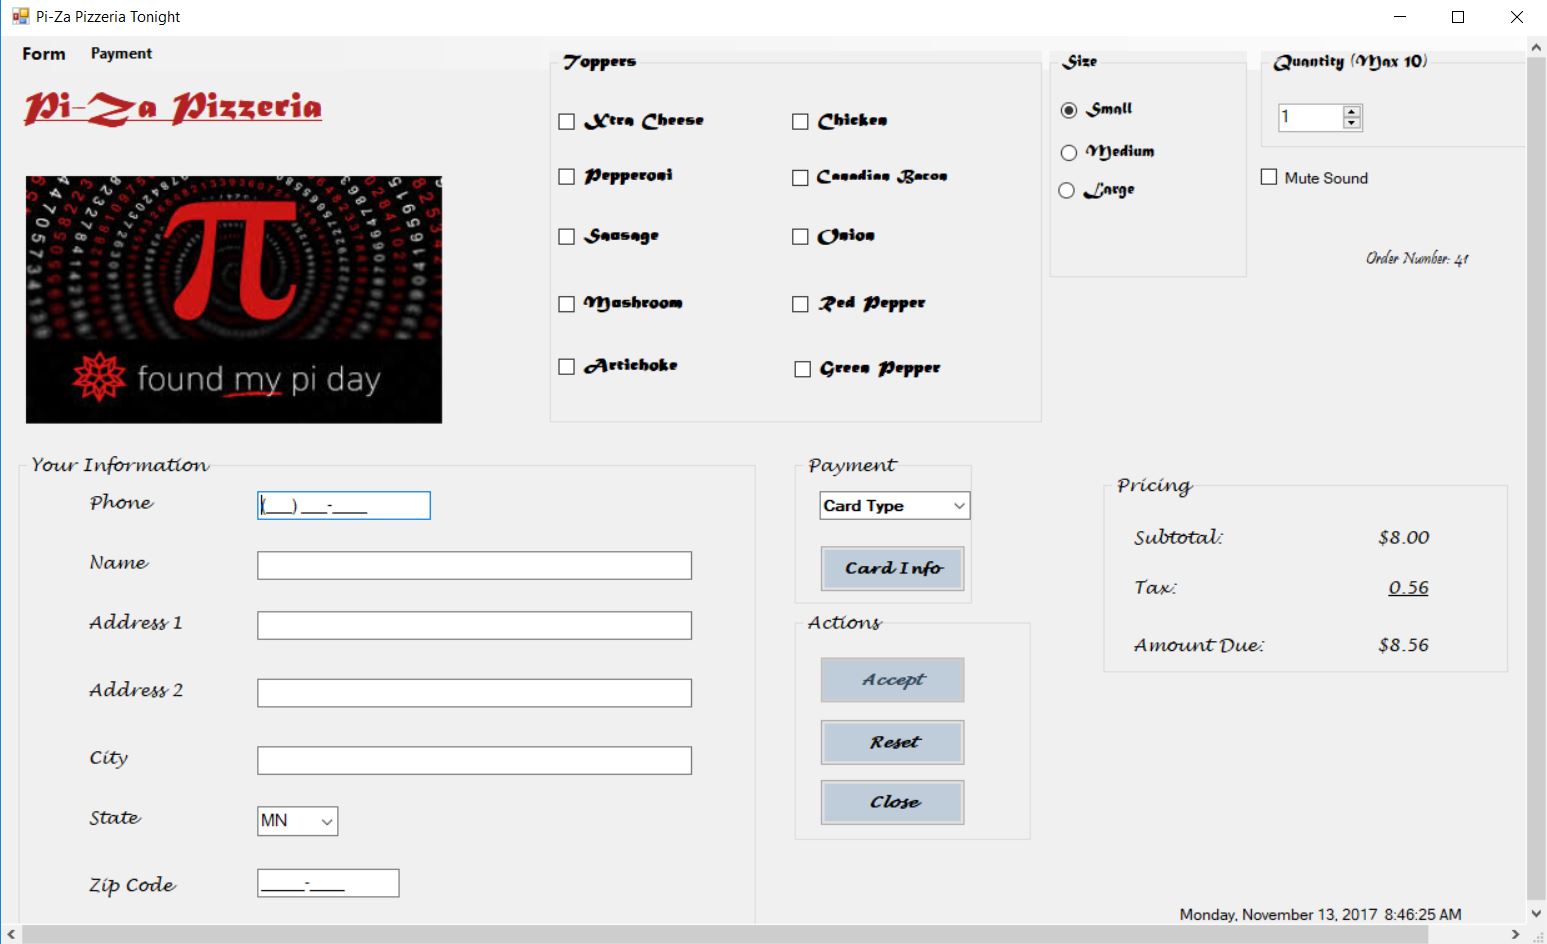 Pi-Za Pizzeria Tonight
Form Payment
Pi-Za Pizzeria
found my pi day
Toppers
Xtra Cheese
Chicken
Pepperoni
Canadian Bacon
Sausage
Onion
Mushroom
Red Pepper
Artichoke
Green Pepper
Size
Small
Medium
Large
Quantity (Max 10)
1
Mute Sound
Order Number: 41
Your Information
Phone
(___) ___-____
Name
Address 1
Address 2
City
State
MN
Zip Code
_____-____
Payment
Card Type
Card Info
Actions
Accept
Reset
Close
Pricing
Subtotal: $8.00
Tax: 0.56
Amount Due: $8.56
Monday, November 13, 2017 8:46:25 AM